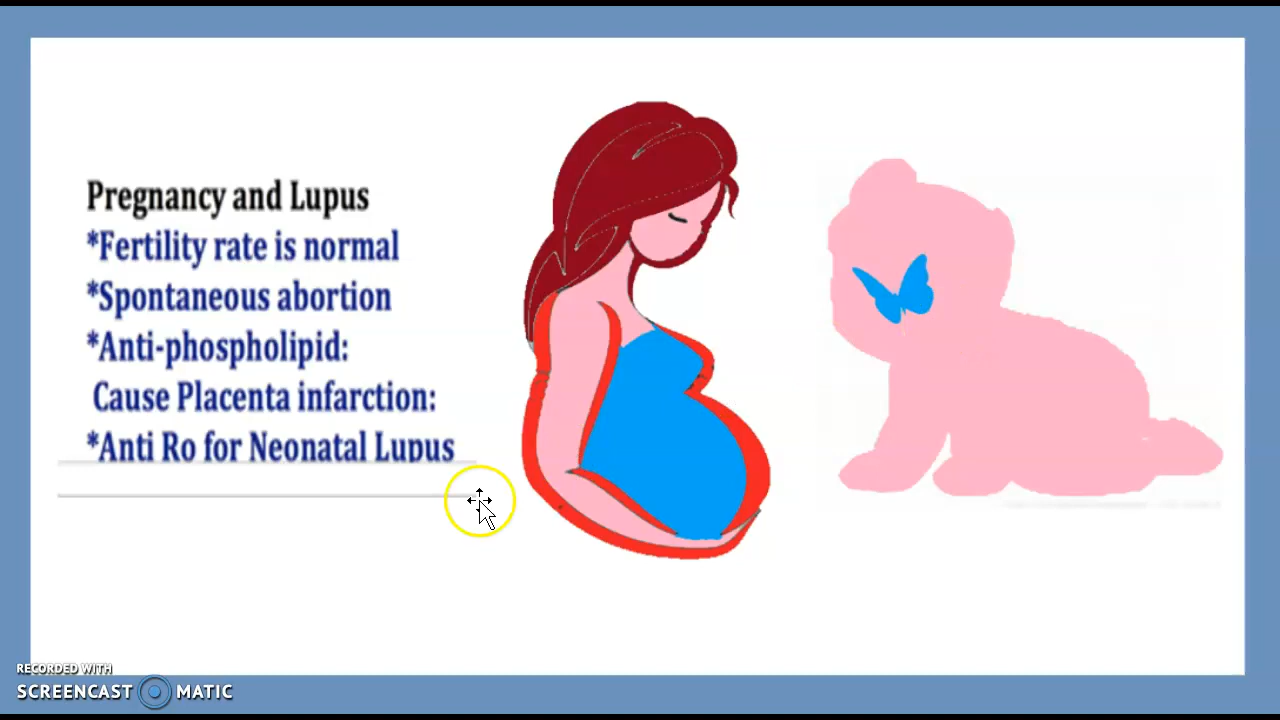 Pregnancy and Lupus
*Fertility rate is normal
*Spontaneous abortion
*Anti-phospholipid:
Cause Placenta infarction:
*Anti Ro for Neonatal Lupus
RECORDED WITH
SCREENCAST MATIC